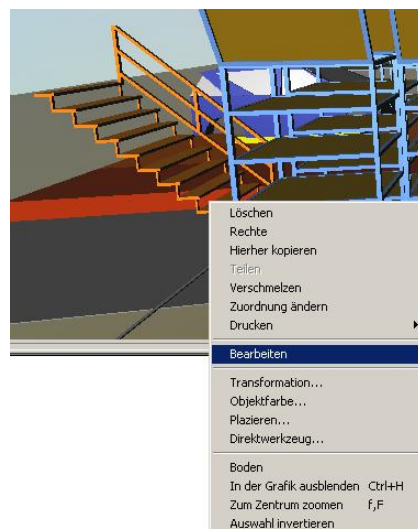 Löschen
Rechte
Hierher kopieren
Teilen
Verschmelzen
Zuordnung ändern
Drucken
Bearbeiten
Transformation...
Objektfarbe...
Plazieren...
Direktwerkzeug...
Boden
In der Grafik ausblenden Ctrl+H
Zum Zentrum zoomen f,F
Auswahl invertieren